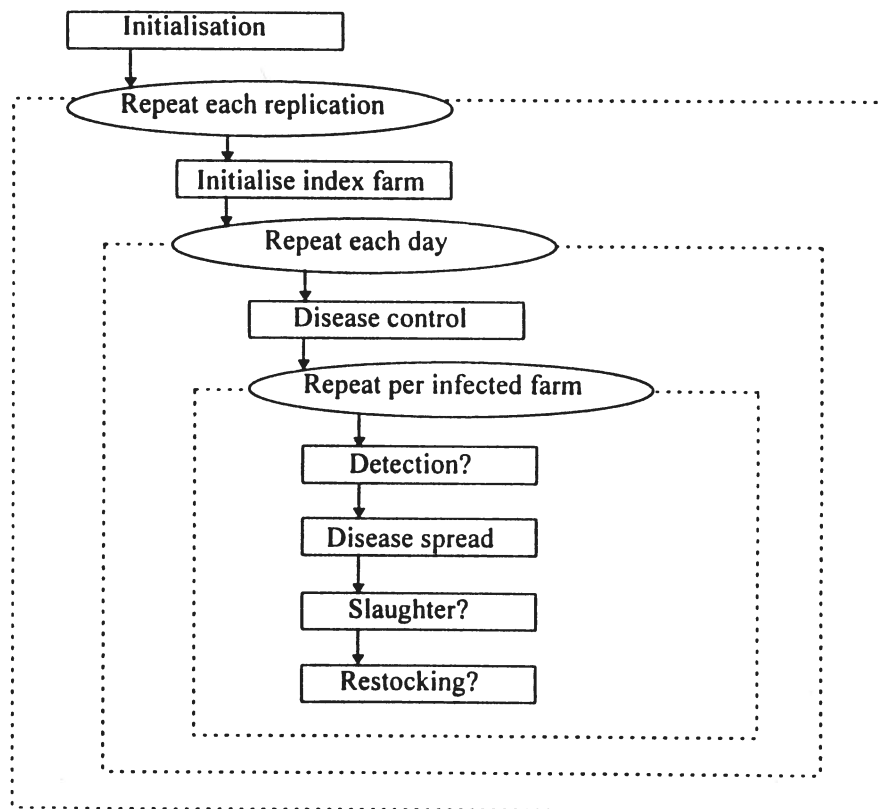 Initialisation
Repeat each replication
Initialise index farm
Repeat each day
Disease control
Repeat per infected farm
Detection?
Disease spread
Slaughter?
Restocking?